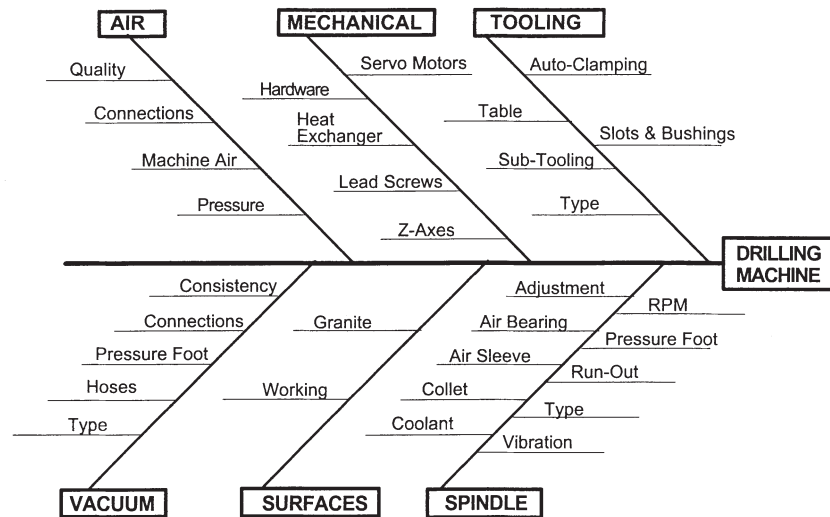 AIR
MECHANICAL
TOOLING
Quality
Connections
Machine Air
Pressure
Servo Motors
Hardware
Heat
Exchanger
Lead Screws
Z-Axes
Auto-Clamping
Table
Slots & Bushings
Sub-Tooling
Type
DRILLING
MACHINE
Consistency
Connections
Pressure Foot
Hoses
Type
Granite
Working
Adjustment
RPM
Air Bearing
Pressure Foot
Air Sleeve
Run-Out
Collet
Type
Coolant
Vibration
VACUUM
SURFACES
SPINDLE